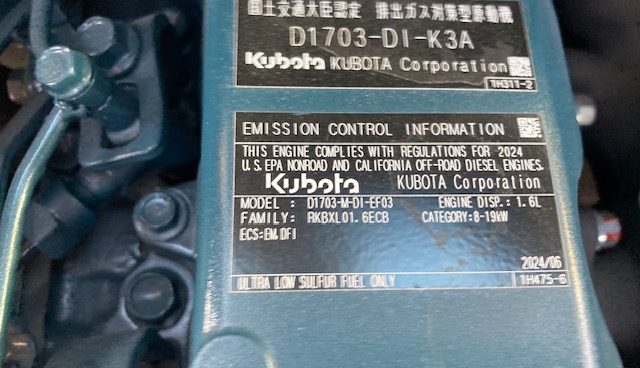 国土交通大臣認定 排出ガス対策型原動機
D1703-DI-K3A
Kubota KUBOTA Corporation
1H311-2
EMISSION CONTROL INFORMATION
THIS ENGINE COMPLIES WITH REGULATIONS FOR 2024
U.S.EPA NONROAD AND CALIFORNIA OFF-ROAD DIESEL ENGINES.
Kubota KUBOTA Corporation
MODEL : D1703-M-DI-EF03 ENGINE DISP.: 1.6L
FAMILY: RKBXL01.6ECB CATEGORY:8-19kW
ECS:EM,DFI
2024/06
ULTRA LOW SULFUR FUEL ONLY 1H475-6